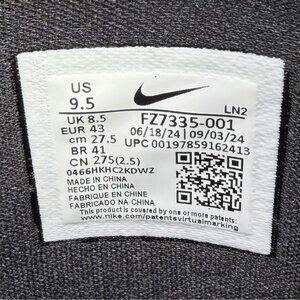 US
9.5
LN2
UK 8.5
EUR 43
cm 27.5
BR 41
CN 275(2.5)
FZ7335-001
06/18/24 | 09/03/24
UPC 00197859162413
0466HKHC2KDWZ
MADE IN CHINA
HECHO EN CHINA
FABRIQUE EN CHINE
FABRICADO NA CHINA
This product is covered by one or more patents
www.nike.com/patentsvirtualmarking